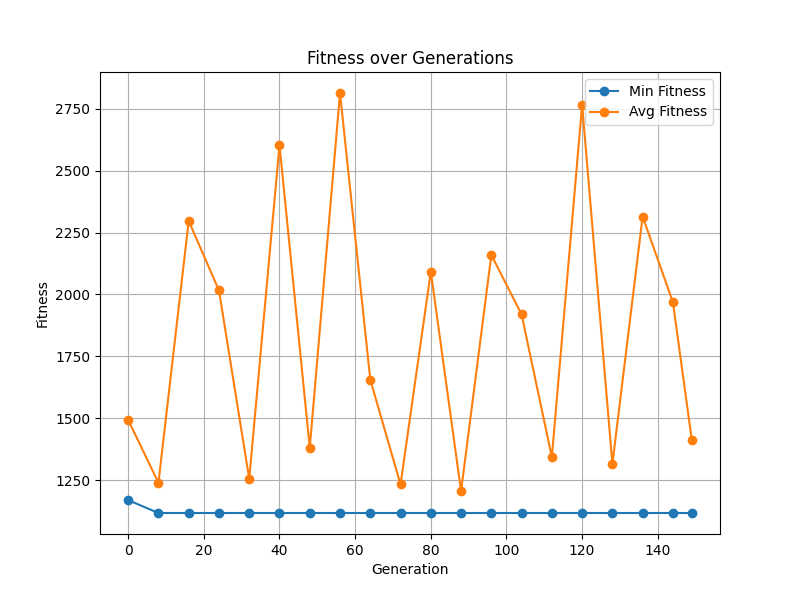 Fitness over Generations
Min Fitness
Avg Fitness
2750
2500
2250
2000
1750
1500
1250
Fitness
0 20 40 60 80 100 120 140
Generation